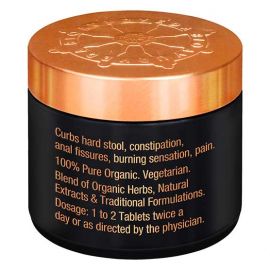 Curbs hard stool, constipation,
anal fissures, burning sensation, pain.
100% Pure Organic. Vegetarian.
Blend of Organic Herbs, Natural
Extracts & Traditional Formulations.
Dosage: 1 to 2 Tablets twice a
day or as directed by the physician.